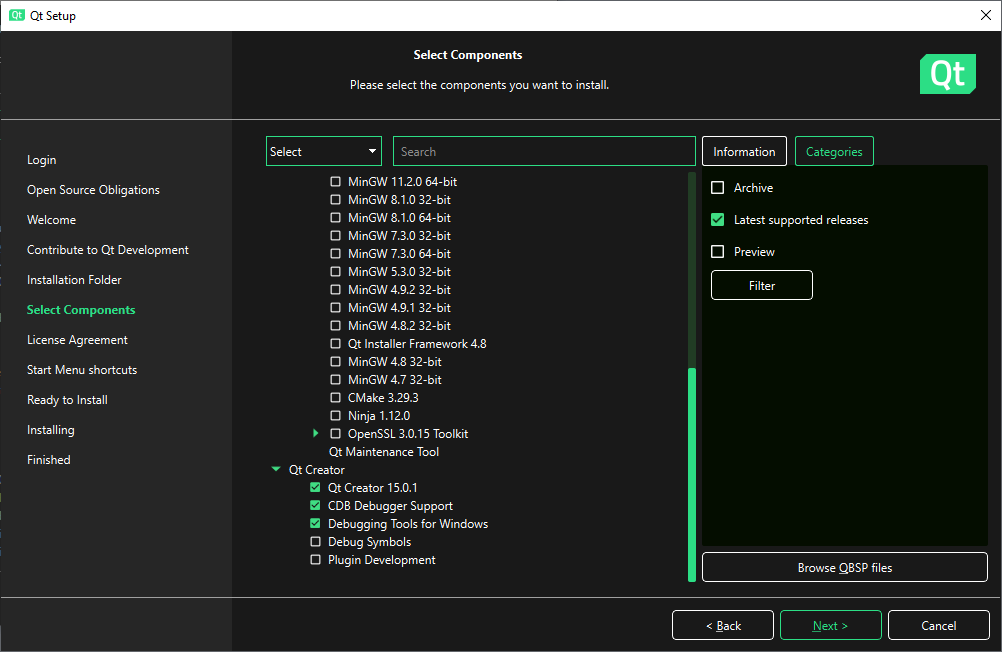 Qt Qt Setup
Select Components
Please select the components you want to install.
Qt
Login
Open Source Obligations
Welcome
Contribute to Qt Development
Installation Folder
Select Components
License Agreement
Start Menu shortcuts
Ready to Install
Installing
Finished
Select
Search
MinGW 11.2.0 64-bit
MinGW 8.1.0 32-bit
MinGW 8.1.0 64-bit
MinGW 7.3.0 32-bit
MinGW 7.3.0 64-bit
MinGW 5.3.0 32-bit
MinGW 4.9.2 32-bit
MinGW 4.9.1 32-bit
MinGW 4.8.2 32-bit
Qt Installer Framework 4.8
MinGW 4.8 32-bit
MinGW 4.7 32-bit
CMake 3.29.3
Ninja 1.12.0
OpenSSL 3.0.15 Toolkit
Qt Maintenance Tool
Qt Creator
Qt Creator 15.0.1
CDB Debugger Support
Debugging Tools for Windows
Debug Symbols
Plugin Development
Information
Categories
Archive
Latest supported releases
Preview
Filter
Browse QBSP files
< Back
Next >
Cancel